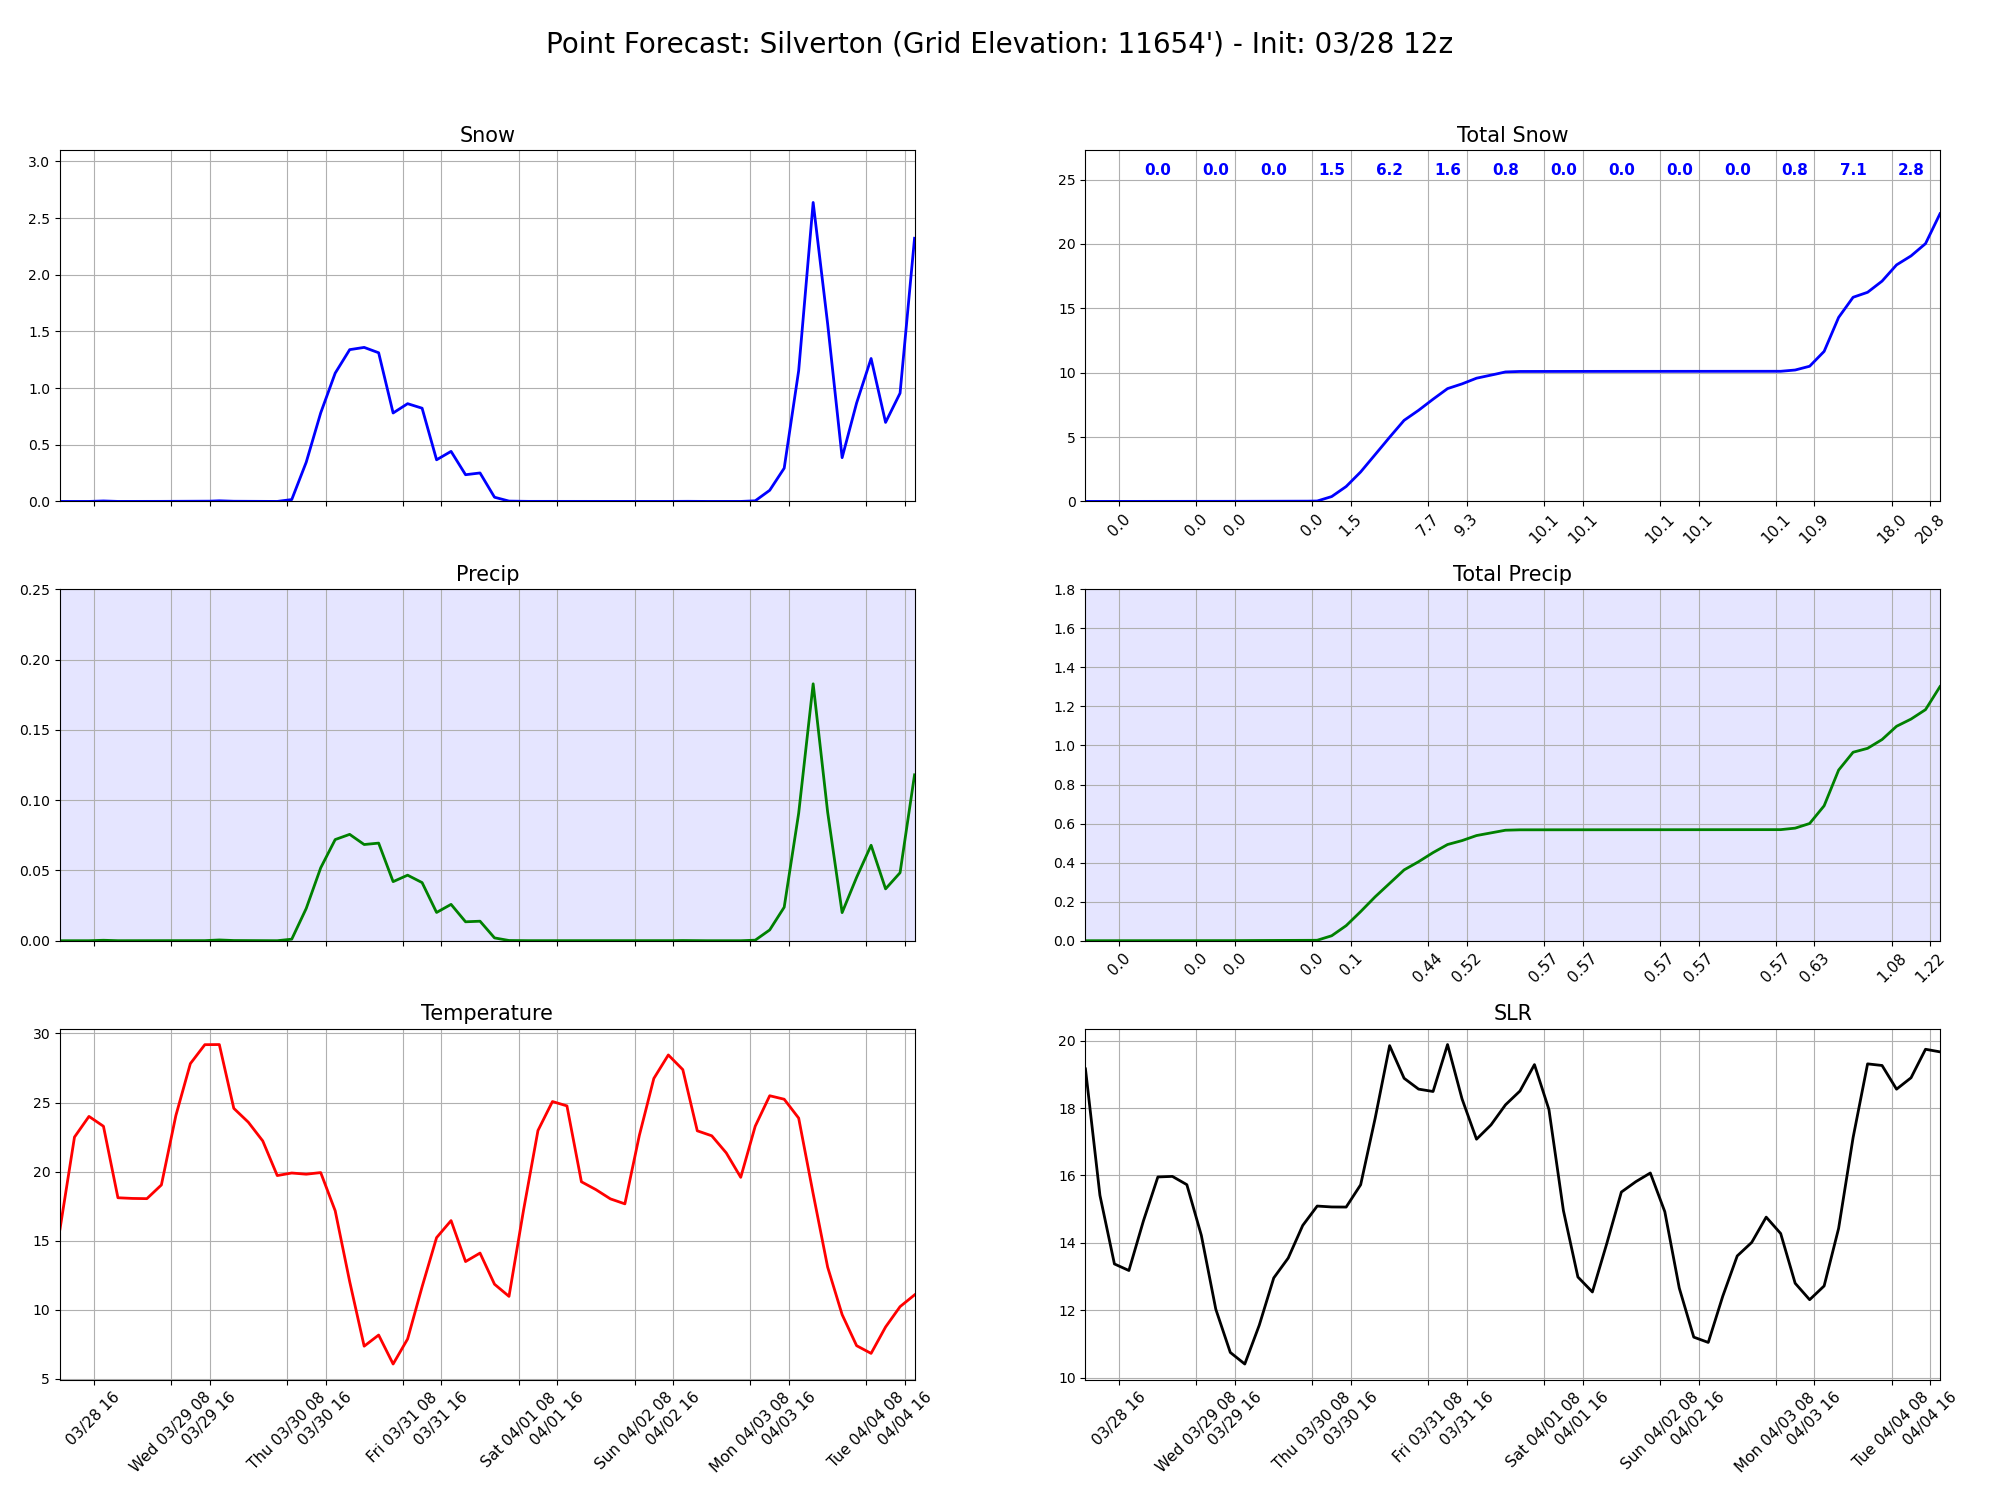 Point Forecast: Silverton (Grid Elevation: 11654') - Init: 03/28 12z
Snow
3.0
2.5
2.0
1.5
1.0
0.5
0.0
Total Snow
0.0 0.0 0.0 1.5 6.2 1.6 0.8 0.0 0.0 0.0 0.0 0.8 7.1 2.8
25
20
15
10
5
0
0.0 0.0 0.0 0.0 1.5 7.7 9.3 10.1 10.1 10.1 10.1 10.1 10.9 18.0 20.8
Precip
0.25
0.20
0.15
0.10
0.05
0.00
Total Precip
1.8
1.6
1.4
1.2
1.0
0.8
0.6
0.4
0.2
0.0
0.0 0.0 0.0 0.0 0.1 0.44 0.52 0.57 0.57 0.57 0.57 0.57 0.63 1.08 1.22
Temperature
30
25
20
15
10
5
03/28 16
Wed 03/29 08
03/29 16
Thu 03/30 08
03/30 16
Fri 03/31 08
03/31 16
Sat 04/01 08
04/01 16
Sun 04/02 08
04/02 16
Mon 04/03 08
04/03 16
Tue 04/04 08
04/04 16
SLR
20
18
16
14
12
10
03/28 16
Wed 03/29 08
03/29 16
Thu 03/30 08
03/30 16
Fri 03/31 08
03/31 16
Sat 04/01 08
04/01 16
Sun 04/02 08
04/02 16
Mon 04/03 08
04/03 16
Tue 04/04 08
04/04 16